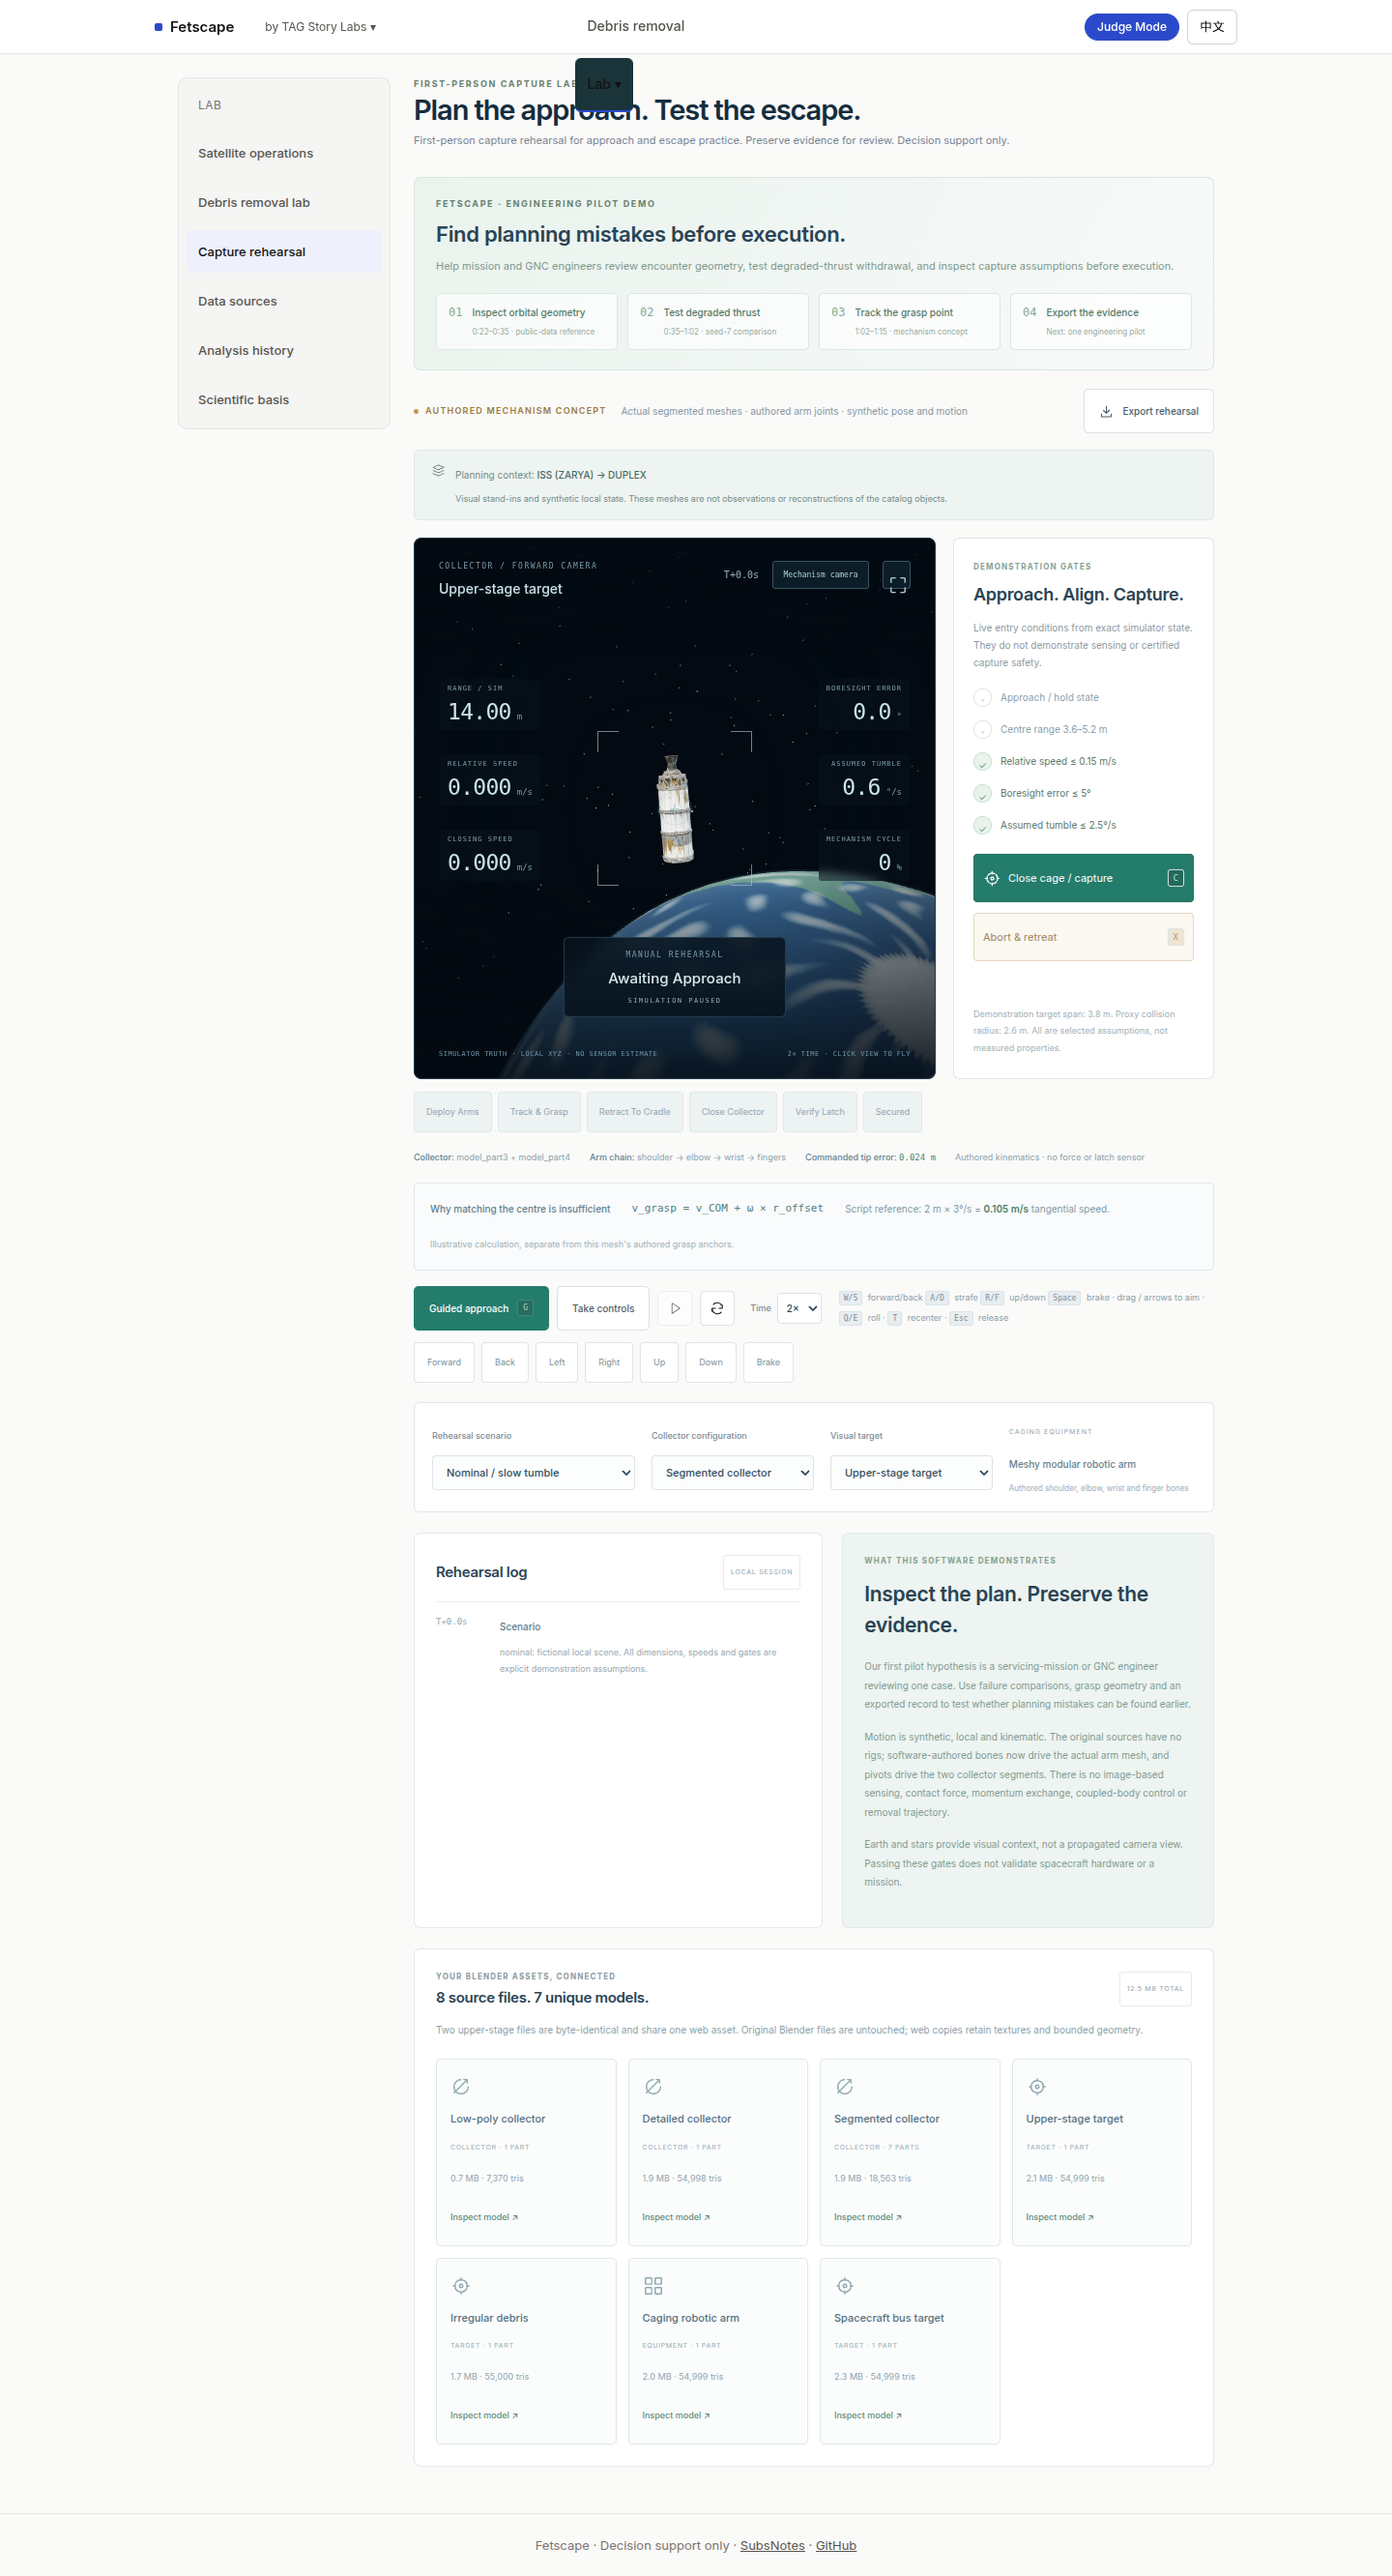 Fetscape
by TAG Story Labs ▾
Debris removal
Judge Mode
中文
LAB
Satellite operations
Debris removal lab
Capture rehearsal
Data sources
Analysis history
Scientific basis
FIRST-PERSON CAPTURE LAB
Lab ▾
Plan the approach. Test the escape.
First-person capture rehearsal for approach and escape practice. Preserve evidence for review. Decision support only.
FETSCAPE · ENGINEERING PILOT DEMO
Find planning mistakes before execution.
Help mission and GNC engineers review encounter geometry, test degraded-thrust withdrawal, and inspect capture assumptions before execution.
01 Inspect orbital geometry
0:22–0:35 · public-data reference
02 Test degraded thrust
0:35–1:02 · seed-7 comparison
03 Track the grasp point
1:02–1:15 · mechanism concept
04 Export the evidence
Next: one engineering pilot
AUTHORED MECHANISM CONCEPT
Actual segmented meshes · authored arm joints · synthetic pose and motion
Export rehearsal
Planning context: ISS (ZARYA) → DUPLEX
Visual stand-ins and synthetic local state. These meshes are not observations or reconstructions of the catalog objects.
COLLECTOR / FORWARD CAMERA
Upper-stage target
T+0.0s
Mechanism camera
RANGE / SIM
14.00 m
RELATIVE SPEED
0.000 m/s
CLOSING SPEED
0.000 m/s
BORESIGHT ERROR
0.0 °
ASSUMED TUMBLE
0.6 °/s
MECHANISM CYCLE
0 %
MANUAL REHEARSAL
Awaiting Approach
SIMULATION PAUSED
SIMULATOR TRUTH · LOCAL XYZ · NO SENSOR ESTIMATE
2× TIME · CLICK VIEW TO FLY
DEMONSTRATION GATES
Approach. Align. Capture.
Live entry conditions from exact simulator state.
They do not demonstrate sensing or certified
capture safety.
Approach / hold state
Centre range 3.6–5.2 m
Relative speed ≤ 0.15 m/s
Boresight error ≤ 5°
Assumed tumble ≤ 2.5°/s
Close cage / capture C
Abort & retreat X
Demonstration target span: 3.8 m. Proxy collision
radius: 2.6 m. All are selected assumptions, not
measured properties.
Deploy Arms
Track & Grasp
Retract To Cradle
Close Collector
Verify Latch
Secured
Collector: model_part3 + model_part4
Arm chain: shoulder → elbow → wrist → fingers
Commanded tip error: 0.024 m
Authored kinematics · no force or latch sensor
Why matching the centre is insufficient
v_grasp = v_COM + ω × r_offset
Script reference: 2 m × 3°/s = 0.105 m/s tangential speed.
Illustrative calculation, separate from this mesh's authored grasp anchors.
Guided approach G
Take controls
Time
2×
W/S forward/back A/D strafe R/F up/down Space brake · drag / arrows to aim ·
Q/E roll · T recenter · Esc release
Forward
Back
Left
Right
Up
Down
Brake
Rehearsal scenario
Nominal / slow tumble
Collector configuration
Segmented collector
Visual target
Upper-stage target
CAGING EQUIPMENT
Meshy modular robotic arm
Authored shoulder, elbow, wrist and finger bones
Rehearsal log
LOCAL SESSION
T+0.0s
Scenario
nominal: fictional local scene. All dimensions, speeds and gates are
explicit demonstration assumptions.
WHAT THIS SOFTWARE DEMONSTRATES
Inspect the plan. Preserve the
evidence.
Our first pilot hypothesis is a servicing-mission or GNC engineer
reviewing one case. Use failure comparisons, grasp geometry and an
exported record to test whether planning mistakes can be found earlier.
Motion is synthetic, local and kinematic. The original sources have no
rigs; software-authored bones now drive the actual arm mesh, and
pivots drive the two collector segments. There is no image-based
sensing, contact force, momentum exchange, coupled-body control or
removal trajectory.
Earth and stars provide visual context, not a propagated camera view.
Passing these gates does not validate spacecraft hardware or a
mission.
YOUR BLENDER ASSETS, CONNECTED
8 source files. 7 unique models.
12.5 MB TOTAL
Two upper-stage files are byte-identical and share one web asset. Original Blender files are untouched; web copies retain textures and bounded geometry.
Low-poly collector
COLLECTOR · 1 PART
0.7 MB · 7,370 tris
Inspect model ↗
Detailed collector
COLLECTOR · 1 PART
1.9 MB · 54,998 tris
Inspect model ↗
Segmented collector
COLLECTOR · 7 PARTS
1.9 MB · 18,563 tris
Inspect model ↗
Upper-stage target
TARGET · 1 PART
2.1 MB · 54,999 tris
Inspect model ↗
Irregular debris
TARGET · 1 PART
1.7 MB · 55,000 tris
Inspect model ↗
Caging robotic arm
EQUIPMENT · 1 PART
2.0 MB · 54,999 tris
Inspect model ↗
Spacecraft bus target
TARGET · 1 PART
2.3 MB · 54,999 tris
Inspect model ↗
Fetscape · Decision support only · SubsNotes · GitHub